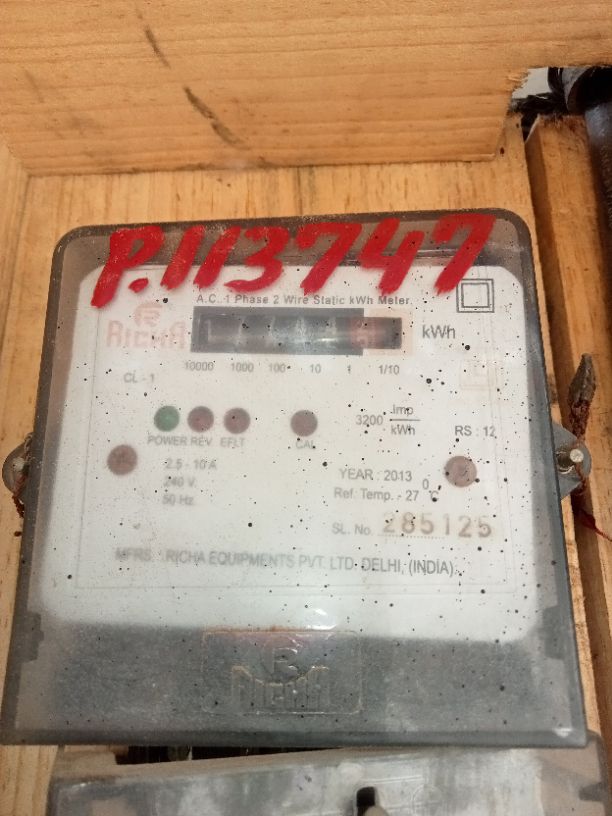 P.113747
A.C. 1 Phase 2 Wire Static kWh Meter.
RICHA
kWh
10000 1000 100 10 1 1/10
CL - 1
3200 Imp/kWh
POWER REV EFLT CAL
RS : 12
2.5 - 10 A
240 V.
50 Hz.
YEAR : 2013
Ref. Temp. - 27 °C
SL. No. 285125
MFRS. : RICHA EQUIPMENTS PVT. LTD. DELHI, (INDIA)
R
RICHA